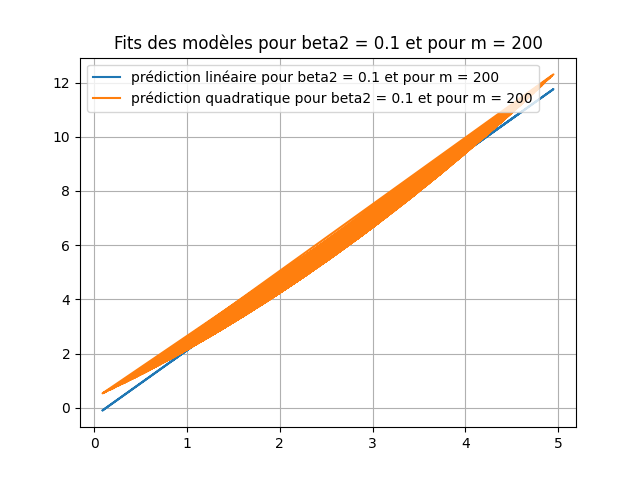 Fits des modèles pour beta2 = 0.1 et pour m = 200
prédiction linéaire pour beta2 = 0.1 et pour m = 200
prédiction quadratique pour beta2 = 0.1 et pour m = 200
12
10
8
6
4
2
0
0 1 2 3 4 5